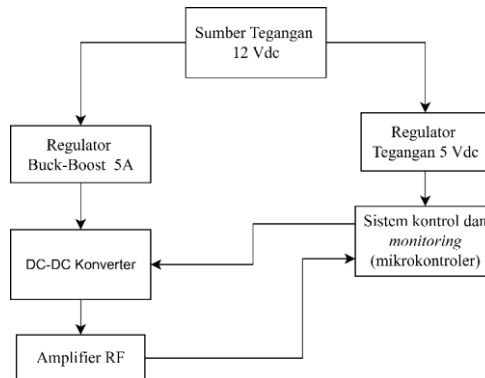 Sumber Tegangan
12 Vdc
Regulator
Buck-Boost 5A
Regulator
Tegangan 5 Vdc
DC-DC Konverter
Sistem kontrol dan
monitoring
(mikrokontroler)
Amplifier RF